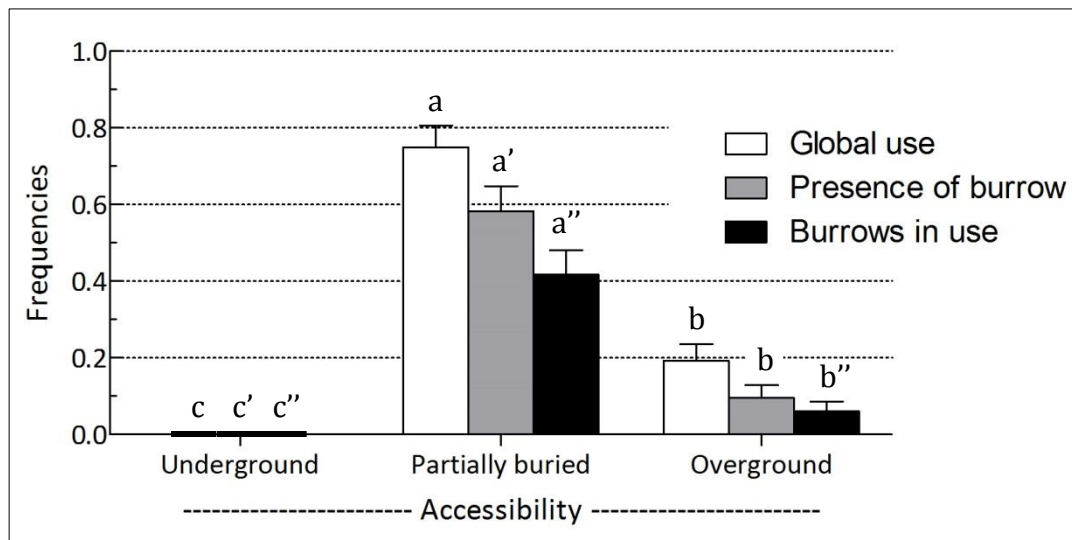 1.0
0.8
0.6
0.4
0.2
0.0
Frequencies
a
a’
a’’
b
b
b’’
c c’ c’’
Global use
Presence of burrow
Burrows in use
Underground Partially buried Overground
------------------- Accessibility -------------------